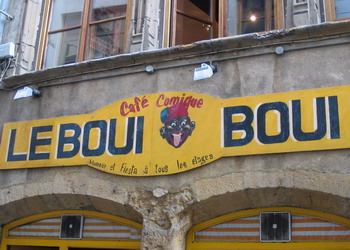 Café Comique
LE BOUI BOUI
Humour et Fiesta à tous les étages